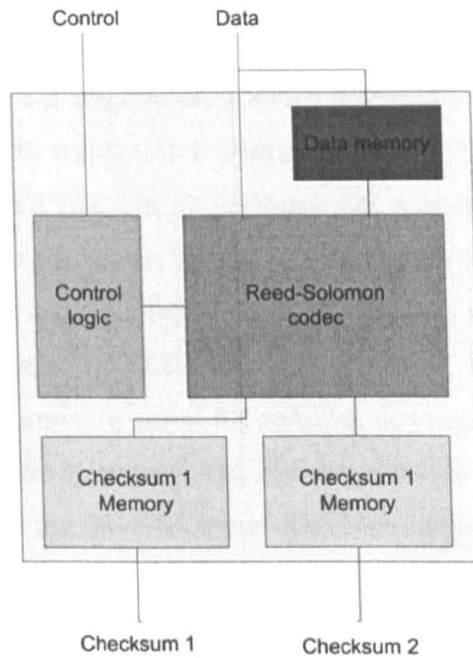 Control Data
Data memory
Control
logic
Reed-Solomon
codec
Checksum 1
Memory
Checksum 1
Memory
Checksum 1
Checksum 2